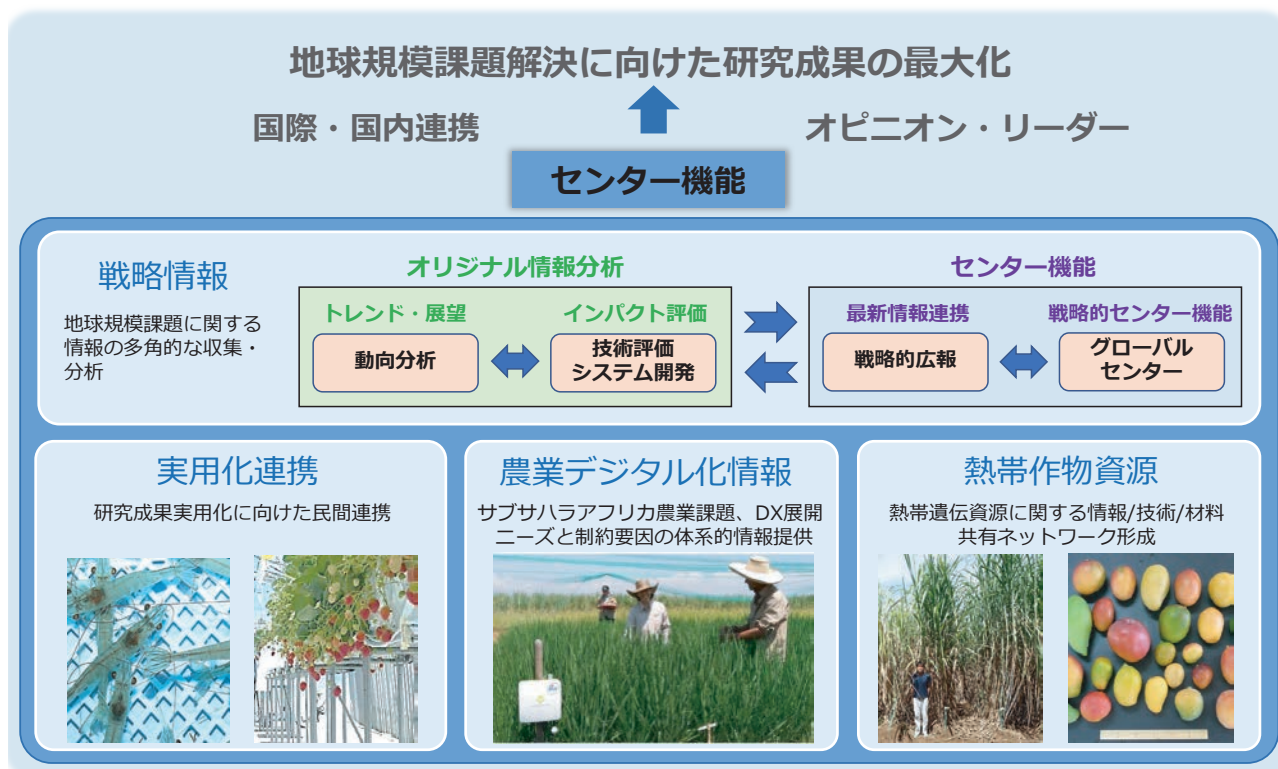 地球規模課題解決に向けた研究成果の最大化
国際・国内連携
オピニオン・リーダー
センター機能
戦略情報
地球規模課題に関する
情報の多角的な収集・
分析
オリジナル情報分析
トレンド・展望
インパクト評価
動向分析
技術評価
システム開発
センター機能
最新情報連携
戦略的センター機能
戦略的広報
グローバル
センター
実用化連携
研究成果実用化に向けた民間連携
農業デジタル化情報
サブサハラアフリカ農業課題、DX展開
ニーズと制約要因の体系的情報提供
熱帯作物資源
熱帯遺伝資源に関する情報/技術/材料
共有ネットワーク形成